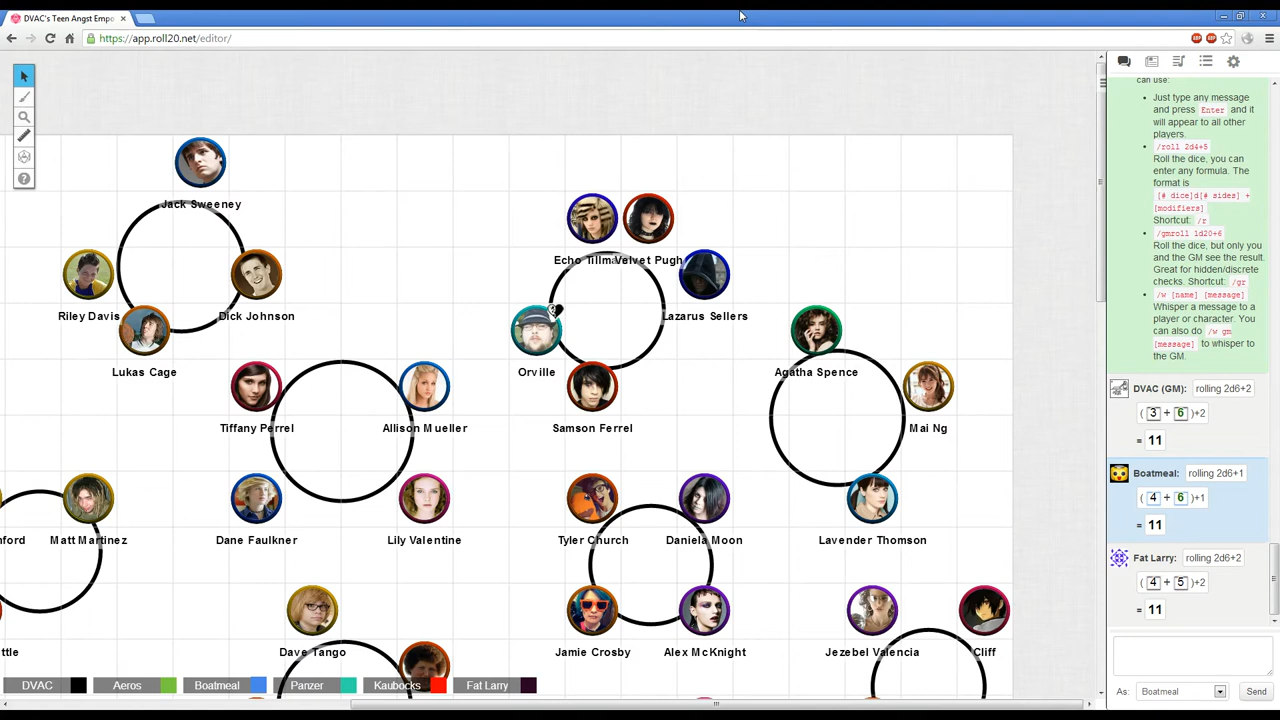 DVAC's Teen Angst Empo
https://app.roll20.net/editor/
can use:
Just type any message
and press Enter and it
will appear to all other
players.
/roll 2d4+5
Roll the dice, you can
enter any formula. The
format is
[# dice]d[# sides] +
[modifiers]
Shortcut: /r
/gmroll 1d20+6
Roll the dice, but only you
and the GM see the result.
Great for hidden/discrete
checks. Shortcut: /gr
/w [name] [message]
Whisper a message to a
player or character. You
can also do /w gm
[message] to whisper to
the GM.
DVAC (GM): rolling 2d6+2
(3 + 6)+2
= 11
Boatmeal: rolling 2d6+1
(4 + 6)+1
= 11
Fat Larry: rolling 2d6+2
(4 + 5)+2
= 11
As: Boatmeal Send
Jack Sweeney
Echo Tillma Velvet Pugh
Riley Davis Dick Johnson Lazarus Sellers
Lukas Cage Orville Agatha Spence
Tiffany Perrel Allison Mueller Samson Ferrel Mai Ng
nford Matt Martinez Dane Faulkner Lily Valentine Tyler Church Daniela Moon Lavender Thomson
ttle Dave Tango Jamie Crosby Alex McKnight Jezebel Valencia Cliff
DVAC Aeros Boatmeal Panzer Kaubocks Fat Larry